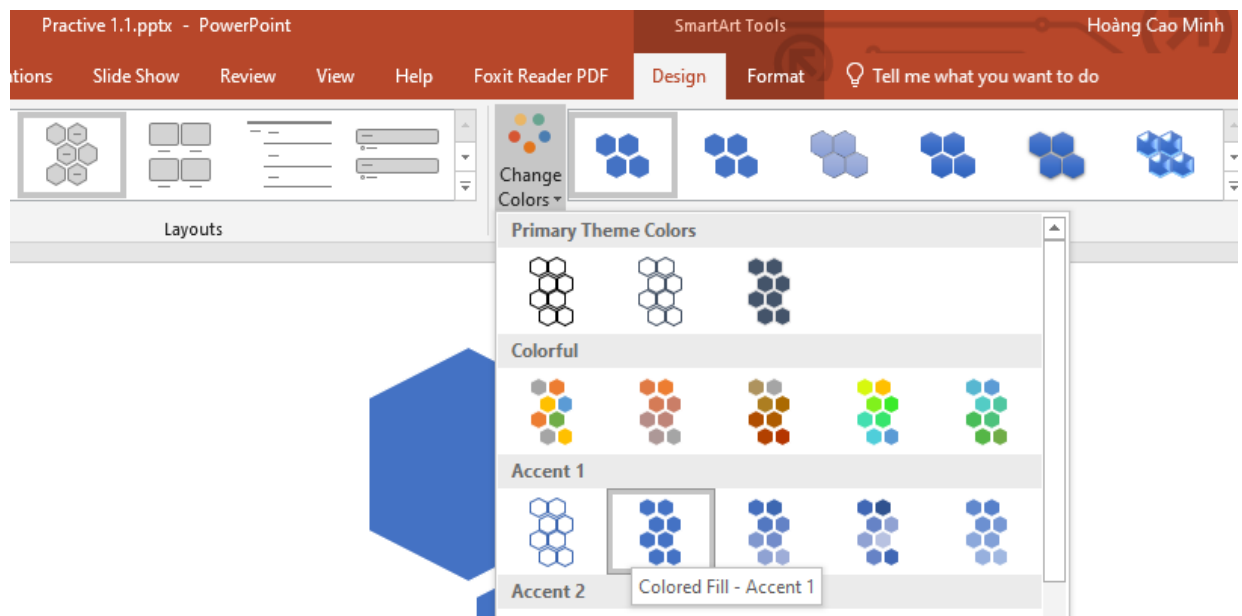 Practive 1.1.pptx - PowerPoint
SmartArt Tools
Hoàng Cao Minh
ations Slide Show Review View Help Foxit Reader PDF Design Format Tell me what you want to do
Change
Colors
Layouts
Primary Theme Colors
Colorful
Accent 1
Colored Fill - Accent 1
Accent 2